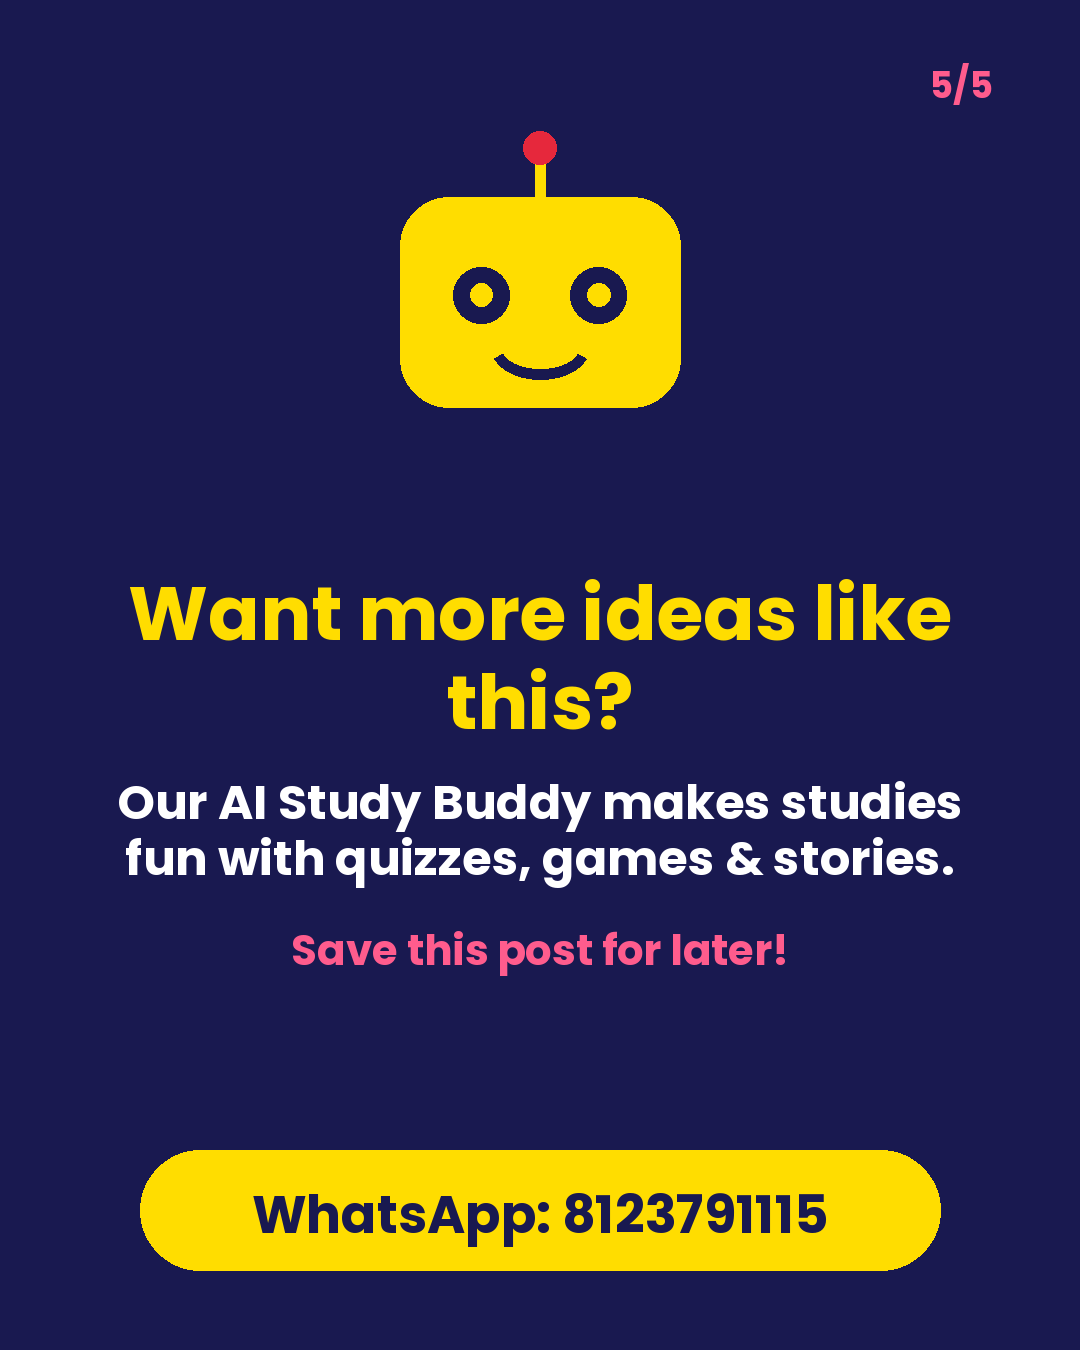 5/5
Want more ideas like
this?
Our AI Study Buddy makes studies
fun with quizzes, games & stories.
Save this post for later!
WhatsApp: 8123791115